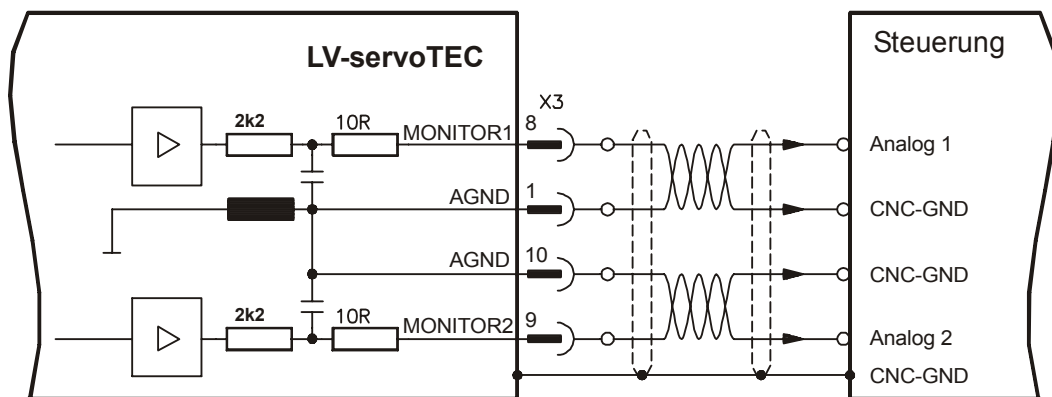 LV-servoTEC
Steuerung
X3
2k2 10R MONITOR1 8 Analog 1
AGND 1 CNC-GND
AGND 10 CNC-GND
2k2 10R MONITOR2 9 Analog 2
CNC-GND